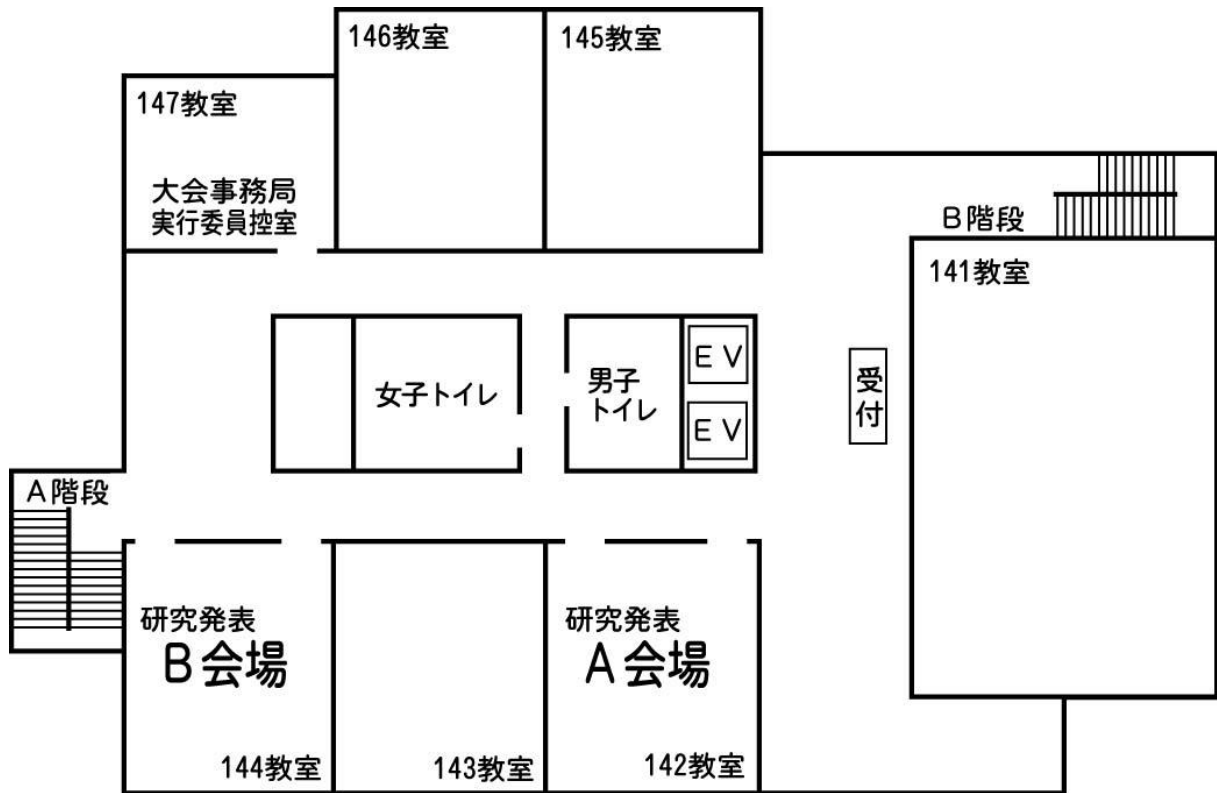 146教室
145教室
147教室
大会事務局
実行委員控室
B階段
141教室
女子トイレ
男子
トイレ
EV
EV
受付
A階段
研究発表
B会場
144教室
143教室
研究発表
A会場
142教室